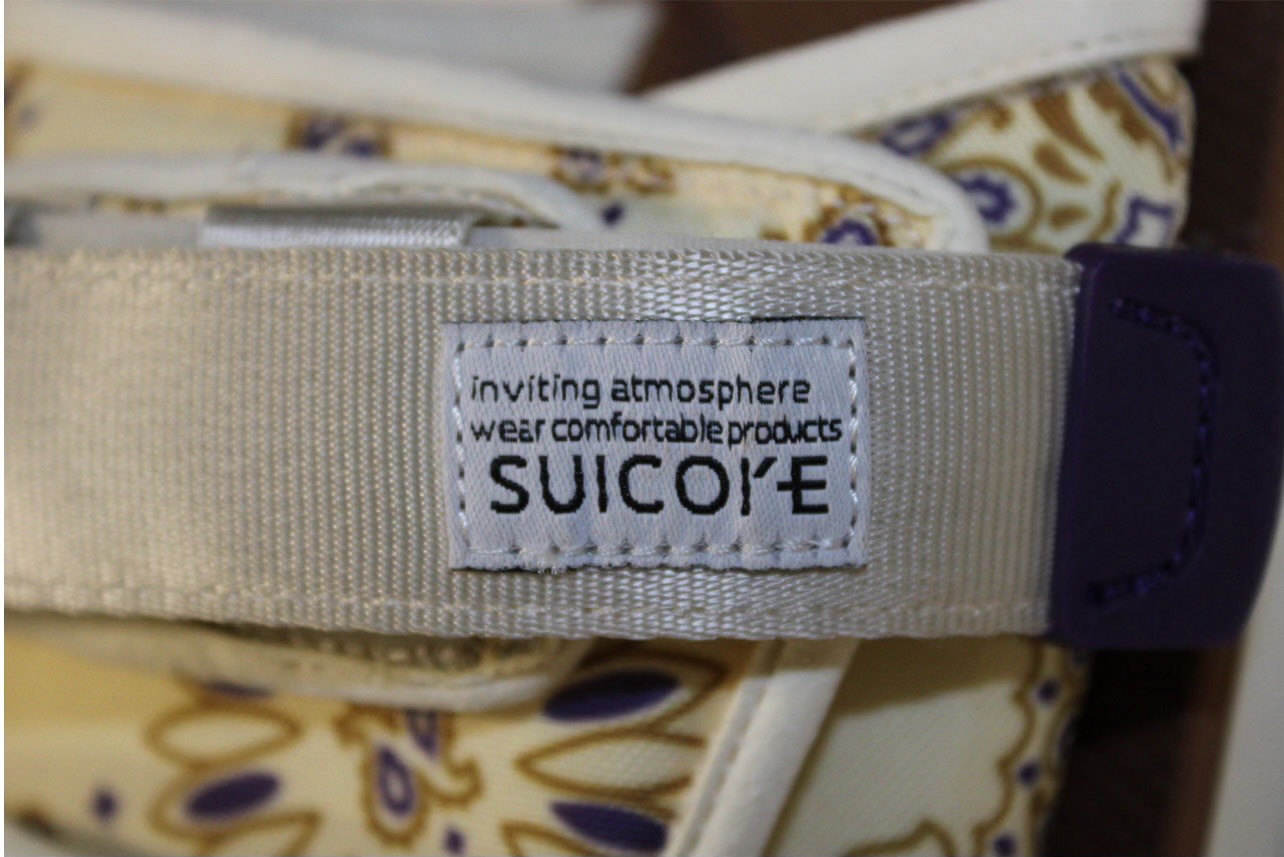 inviting atmosphere
wear comfortable products
SUICOKE